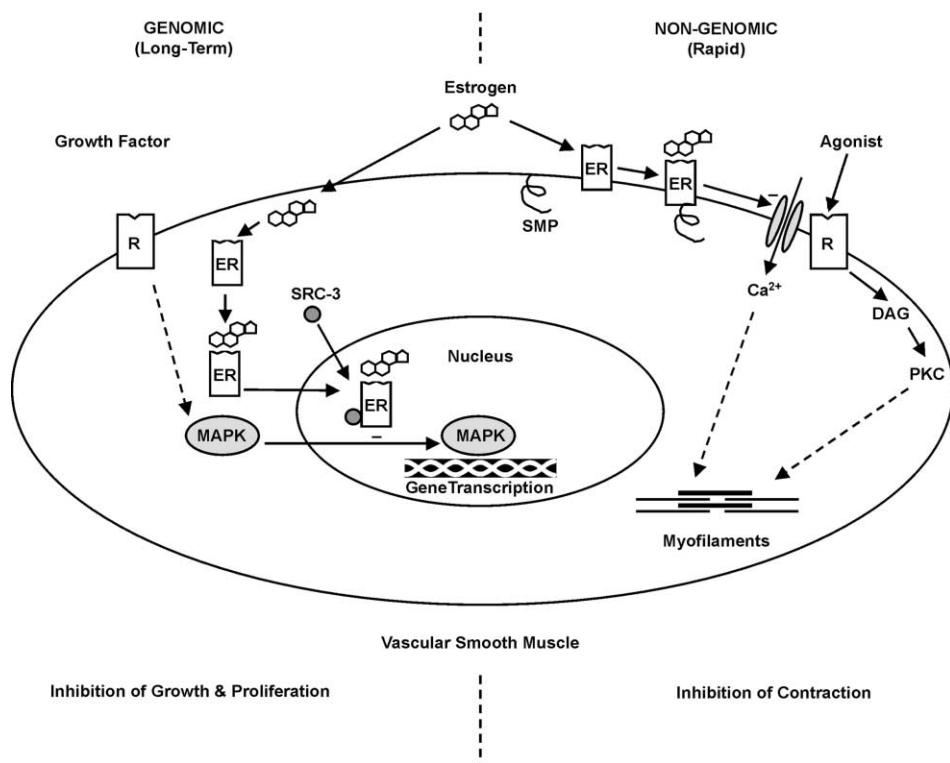 GENOMIC
(Long-Term)
NON-GENOMIC
(Rapid)
Estrogen
Growth Factor
Agonist
ER
ER
R
SMP
R
ER
Ca²⁺
SRC-3
DAG
Nucleus
ER
PKC
ER
–
MAPK
–
MAPK
GeneTranscription
Myofilaments
Vascular Smooth Muscle
Inhibition of Growth & Proliferation
Inhibition of Contraction